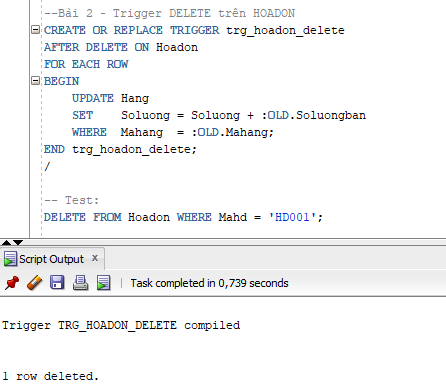 --Bài 2 - Trigger DELETE trên HOADON
CREATE OR REPLACE TRIGGER trg_hoadon_delete
AFTER DELETE ON Hoadon
FOR EACH ROW
BEGIN
    UPDATE Hang
    SET    Soluong = Soluong + :OLD.Soluongban
    WHERE  Mahang  = :OLD.Mahang;
END trg_hoadon_delete;
/
-- Test:
DELETE FROM Hoadon WHERE Mahd = 'HD001';
Script Output x
Task completed in 0,739 seconds
Trigger TRG_HOADON_DELETE compiled
1 row deleted.